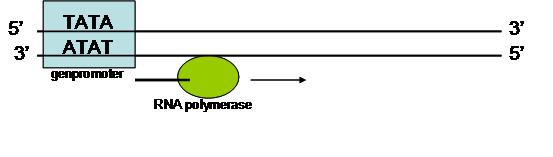 TATA
5’ 3’
3’ ATAT 5’
genpromoter
RNA polymerase